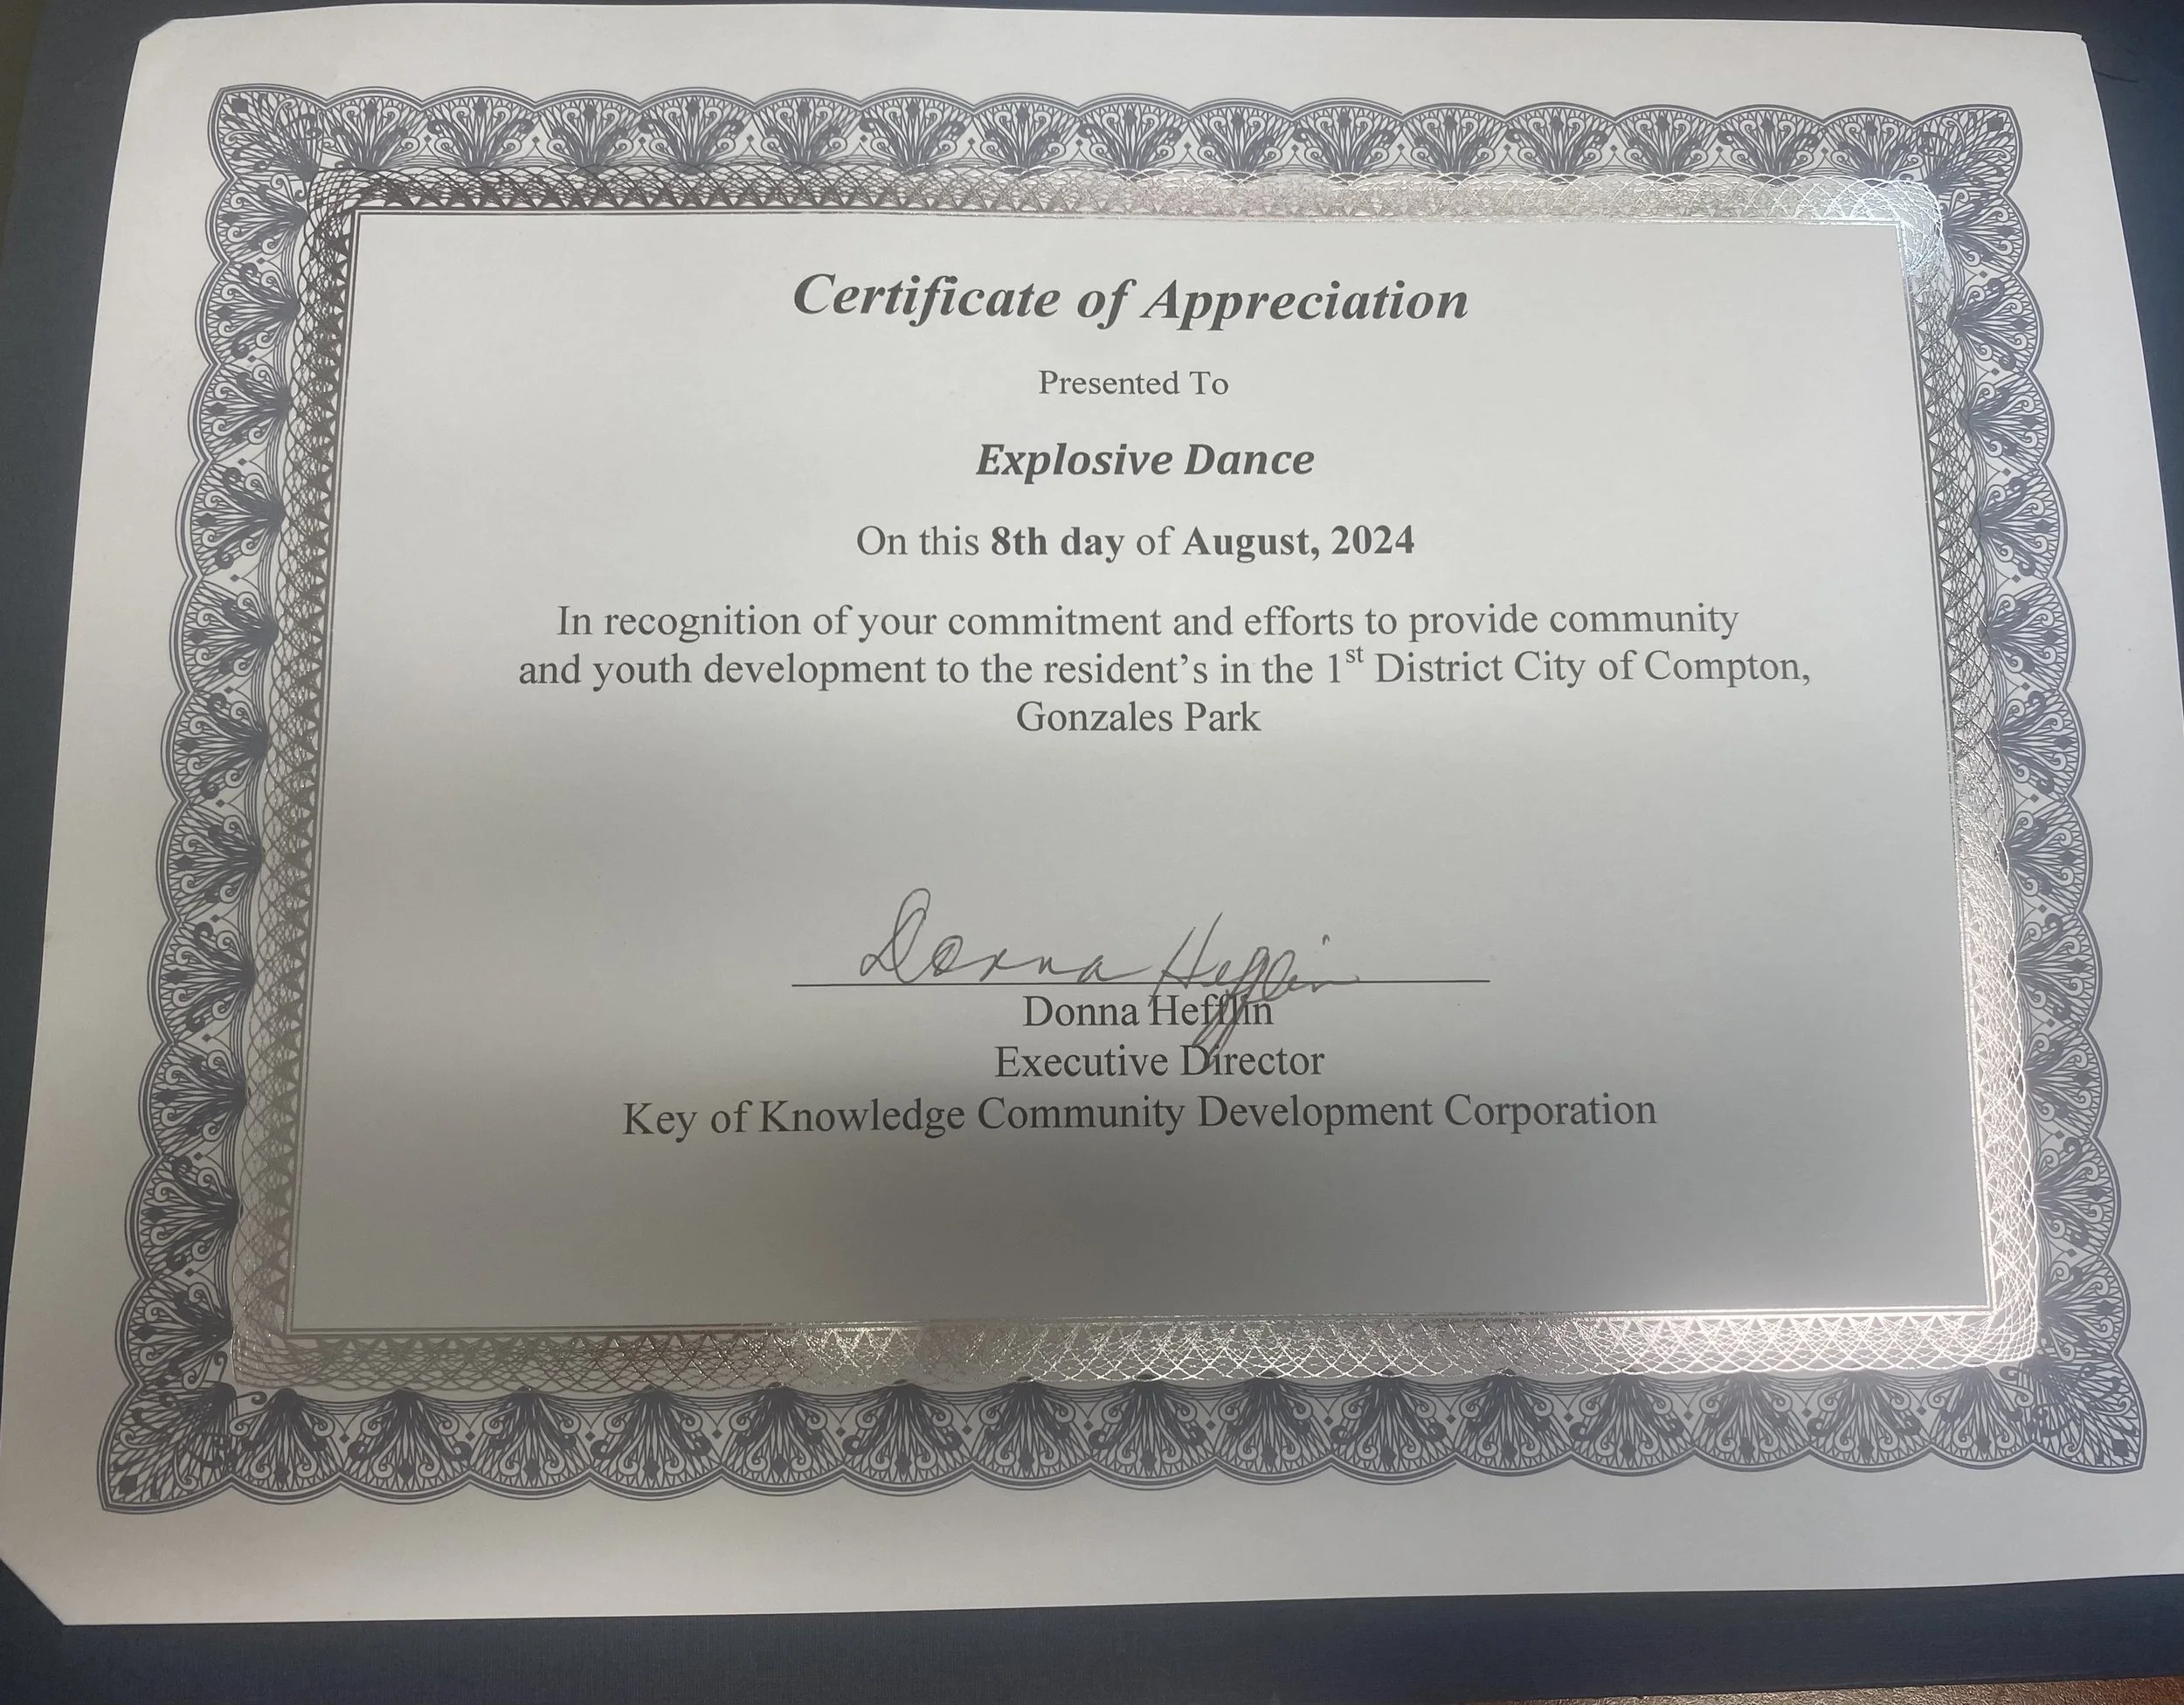 Certificate of Appreciation
Presented To
Explosive Dance
On this 8th day of August, 2024
In recognition of your commitment and efforts to provide community
and youth development to the resident’s in the 1st District City of Compton,
Gonzales Park
Donna Hefflin
Donna Hefflin
Executive Director
Key of Knowledge Community Development Corporation